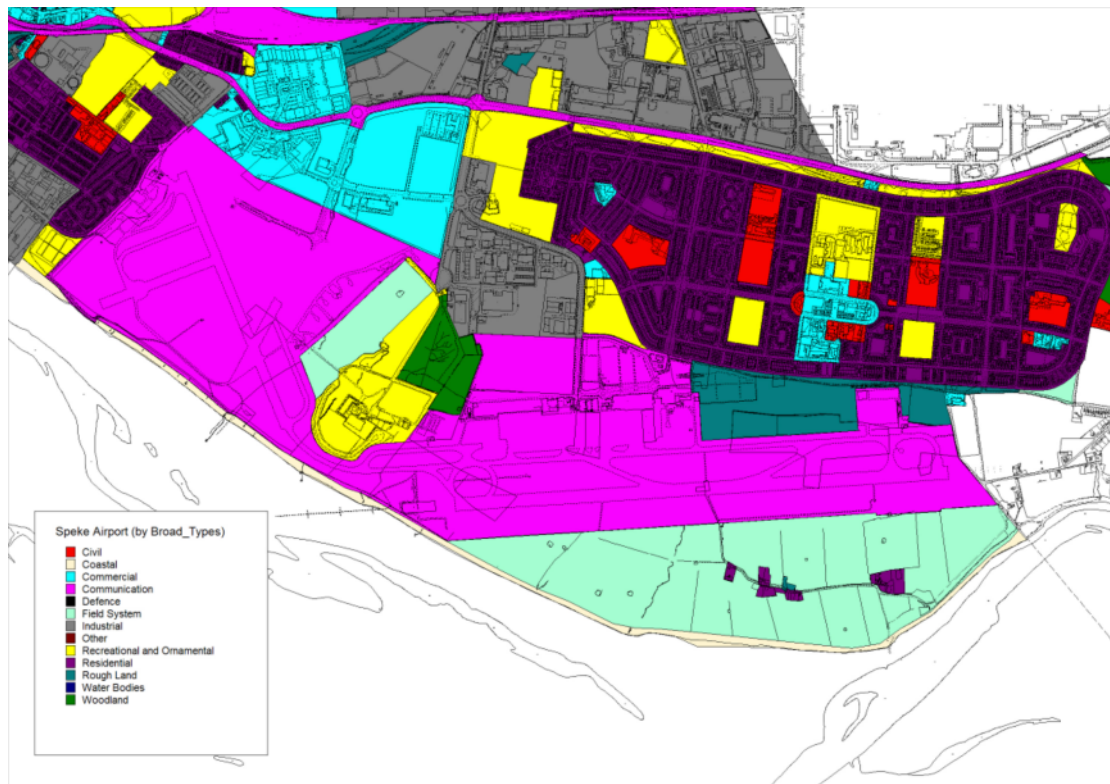 Speke Airport (by Broad_Types)
Civil
Coastal
Commercial
Communication
Defence
Field System
Industrial
Other
Recreational and Ornamental
Residential
Rough Land
Water Bodies
Woodland